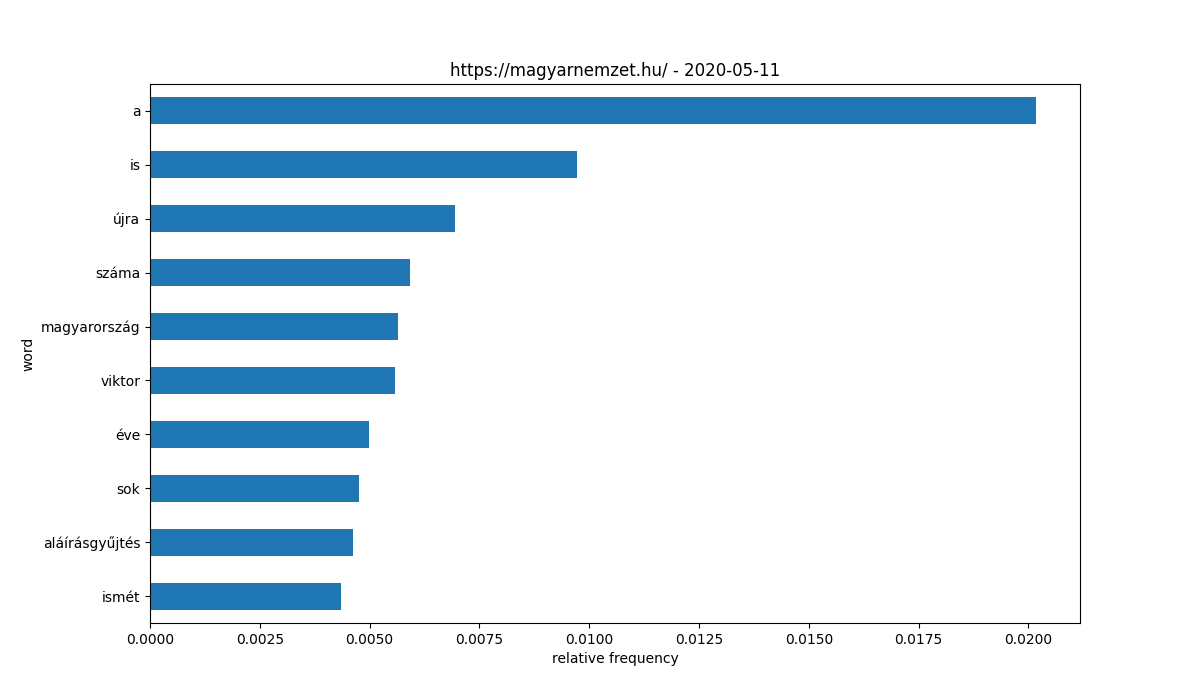 https://magyarnemzet.hu/ - 2020-05-11
word
a
is
újra
száma
magyarország
viktor
éve
sok
aláírásgyűjtés
ismét
0.0000 0.0025 0.0050 0.0075 0.0100 0.0125 0.0150 0.0175 0.0200
relative frequency